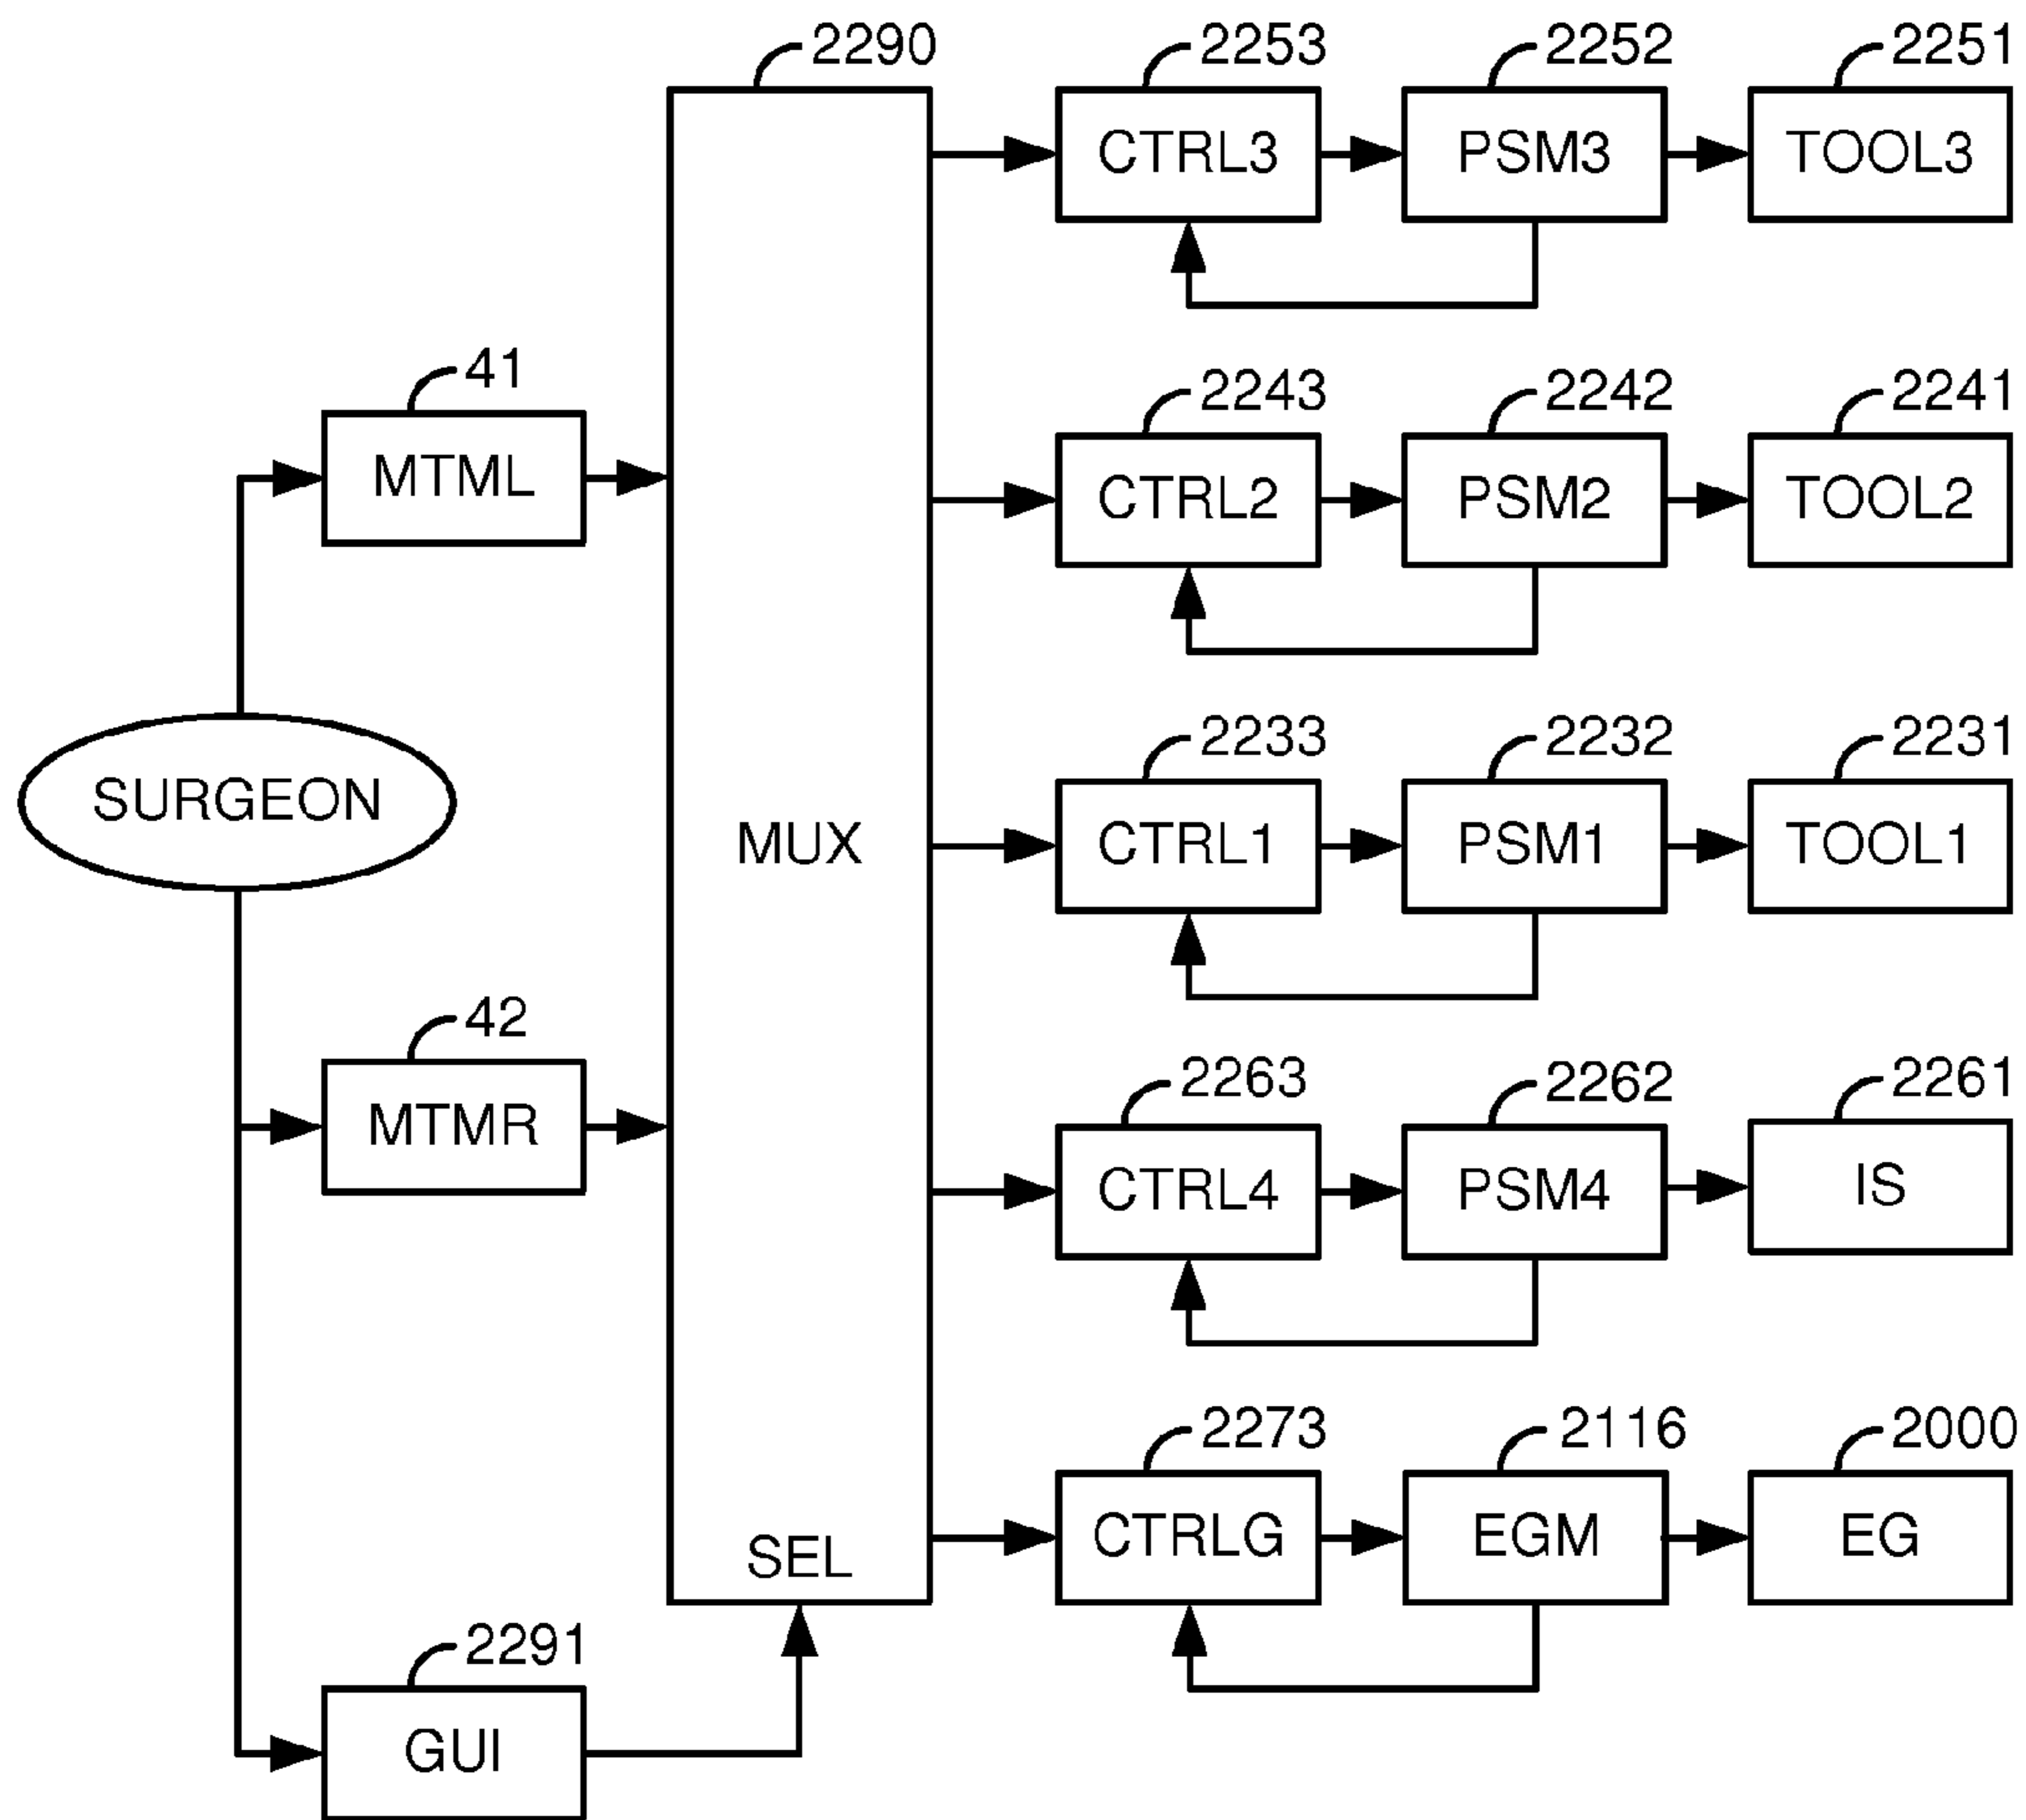 2290
2253
2252
2251
CTRL3
PSM3
TOOL3
41
2243
2242
2241
MTML
CTRL2
PSM2
TOOL2
2233
2232
2231
SURGEON
MUX
CTRL1
PSM1
TOOL1
42
2263
2262
2261
MTMR
CTRL4
PSM4
IS
2273
2116
2000
SEL
CTRLG
EGM
EG
2291
GUI